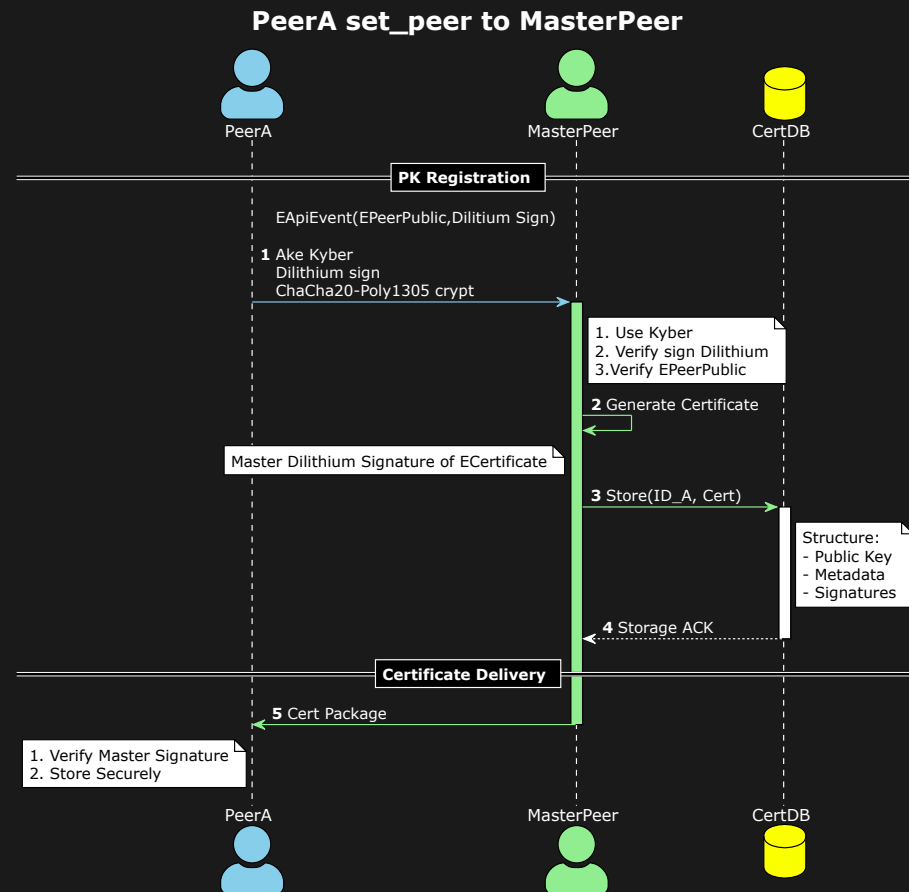 PeerA set_peer to MasterPeer
PeerA
MasterPeer
CertDB
PK Registration
EApiEvent(EPeerPublic,Dilitium Sign)
1 Ake Kyber
Dilithium sign
ChaCha20-Poly1305 crypt
1. Use Kyber
2. Verify sign Dilithium
3.Verify EPeerPublic
2 Generate Certificate
Master Dilithium Signature of ECertificate
3 Store(ID_A, Cert)
Structure:
- Public Key
- Metadata
- Signatures
4 Storage ACK
Certificate Delivery
5 Cert Package
1. Verify Master Signature
2. Store Securely
PeerA
MasterPeer
CertDB